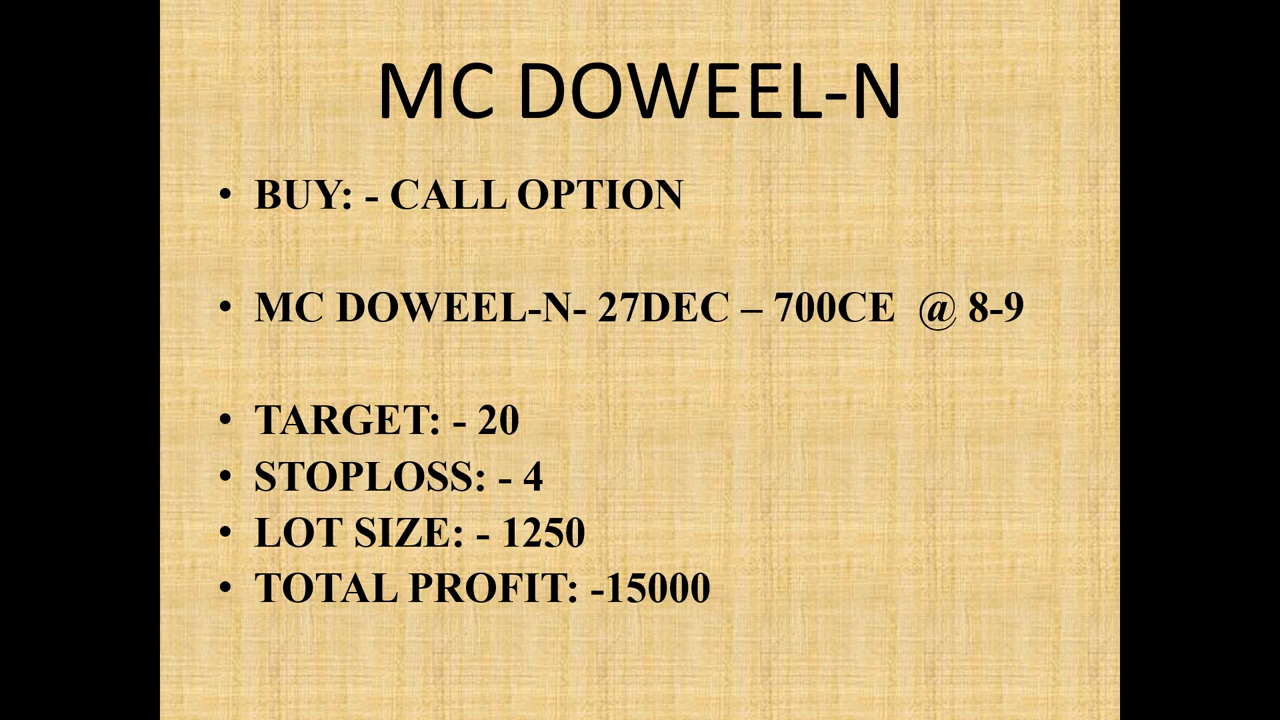 MC DOWEEL-N
• BUY: - CALL OPTION
• MC DOWEEL-N- 27DEC – 700CE @ 8-9
• TARGET: - 20
• STOPLOSS: - 4
• LOT SIZE: - 1250
• TOTAL PROFIT: -15000